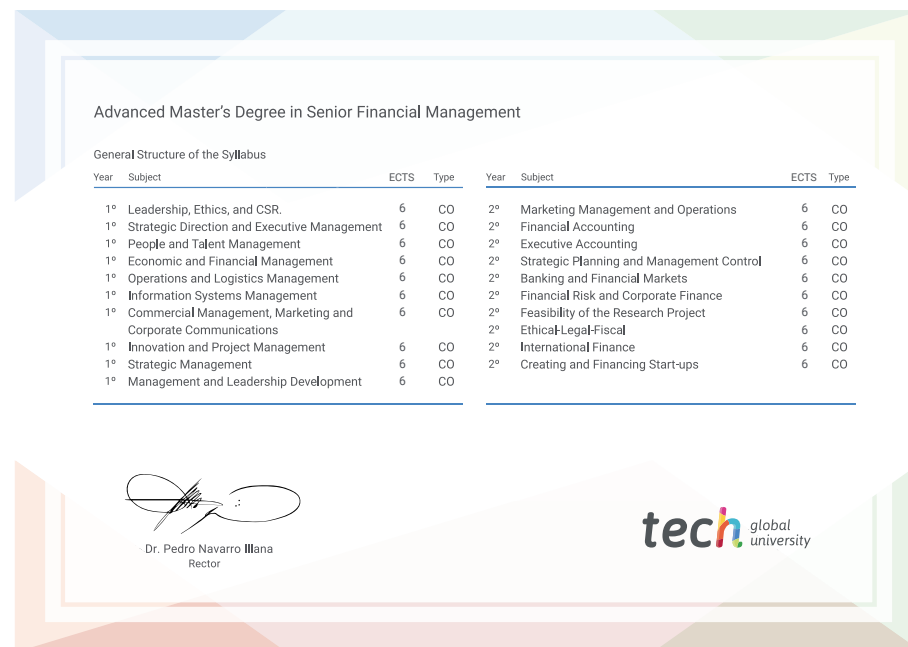 Advanced Master's Degree in Senior Financial Management
General Structure of the Syllabus
Year Subject ECTS Type
1º Leadership, Ethics, and CSR. 6 CO
1º Strategic Direction and Executive Management 6 CO
1º People and Talent Management 6 CO
1º Economic and Financial Management 6 CO
1º Operations and Logistics Management 6 CO
1º Information Systems Management 6 CO
1º Commercial Management, Marketing and 6 CO
Corporate Communications
1º Innovation and Project Management 6 CO
1º Strategic Management 6 CO
1º Management and Leadership Development 6 CO
Year Subject ECTS Type
2º Marketing Management and Operations 6 CO
2º Financial Accounting 6 CO
2º Executive Accounting 6 CO
2º Strategic Planning and Management Control 6 CO
2º Banking and Financial Markets 6 CO
2º Financial Risk and Corporate Finance 6 CO
2º Feasibility of the Research Project 6 CO
2º Ethical-Legal-Fiscal 6 CO
2º International Finance 6 CO
2º Creating and Financing Start-ups 6 CO
Dr. Pedro Navarro Illana
Rector
tech global
university